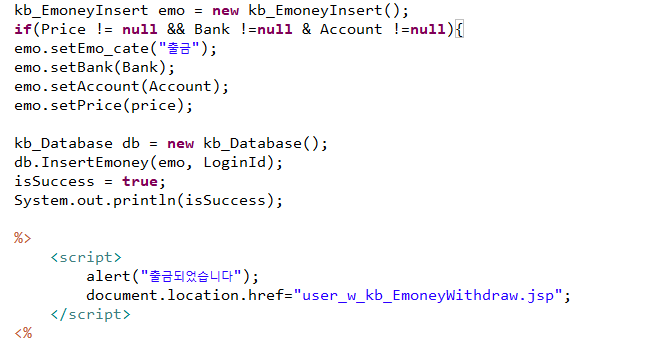 kb_EmoneyInsert emo = new kb_EmoneyInsert();
if(Price != null && Bank !=null & Account !=null){
emo.setEmo_cate("출금");
emo.setBank(Bank);
emo.setAccount(Account);
emo.setPrice(price);
kb_Database db = new kb_Database();
db.InsertEmoney(emo, LoginId);
isSuccess = true;
System.out.println(isSuccess);
%>
<script>
alert("출금되었습니다");
document.location.href="user_w_kb_EmoneyWithdraw.jsp";
</script>
<%